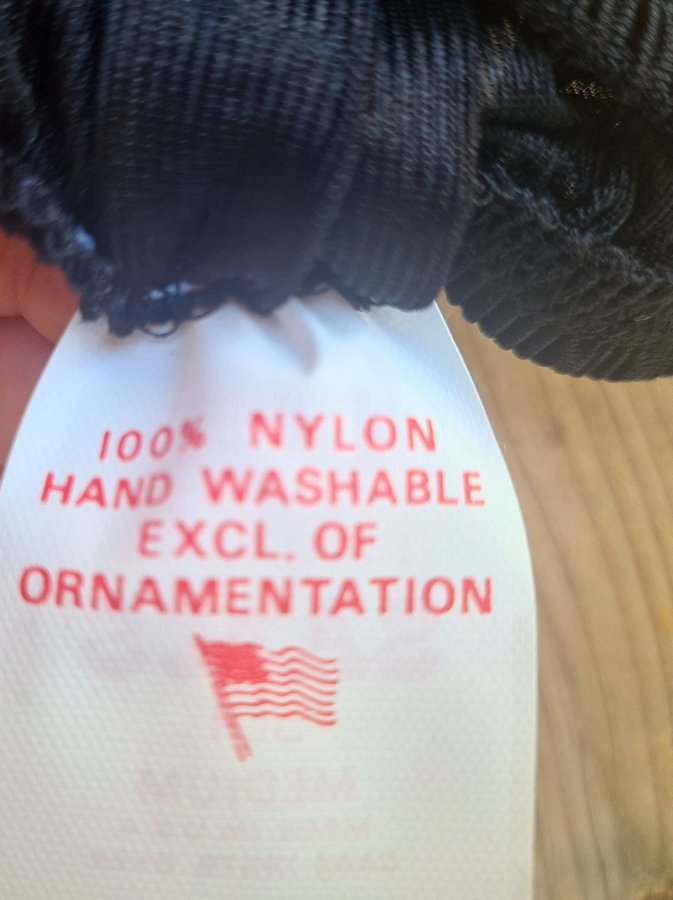 100% NYLON
HAND WASHABLE
EXCL. OF
ORNAMENTATION